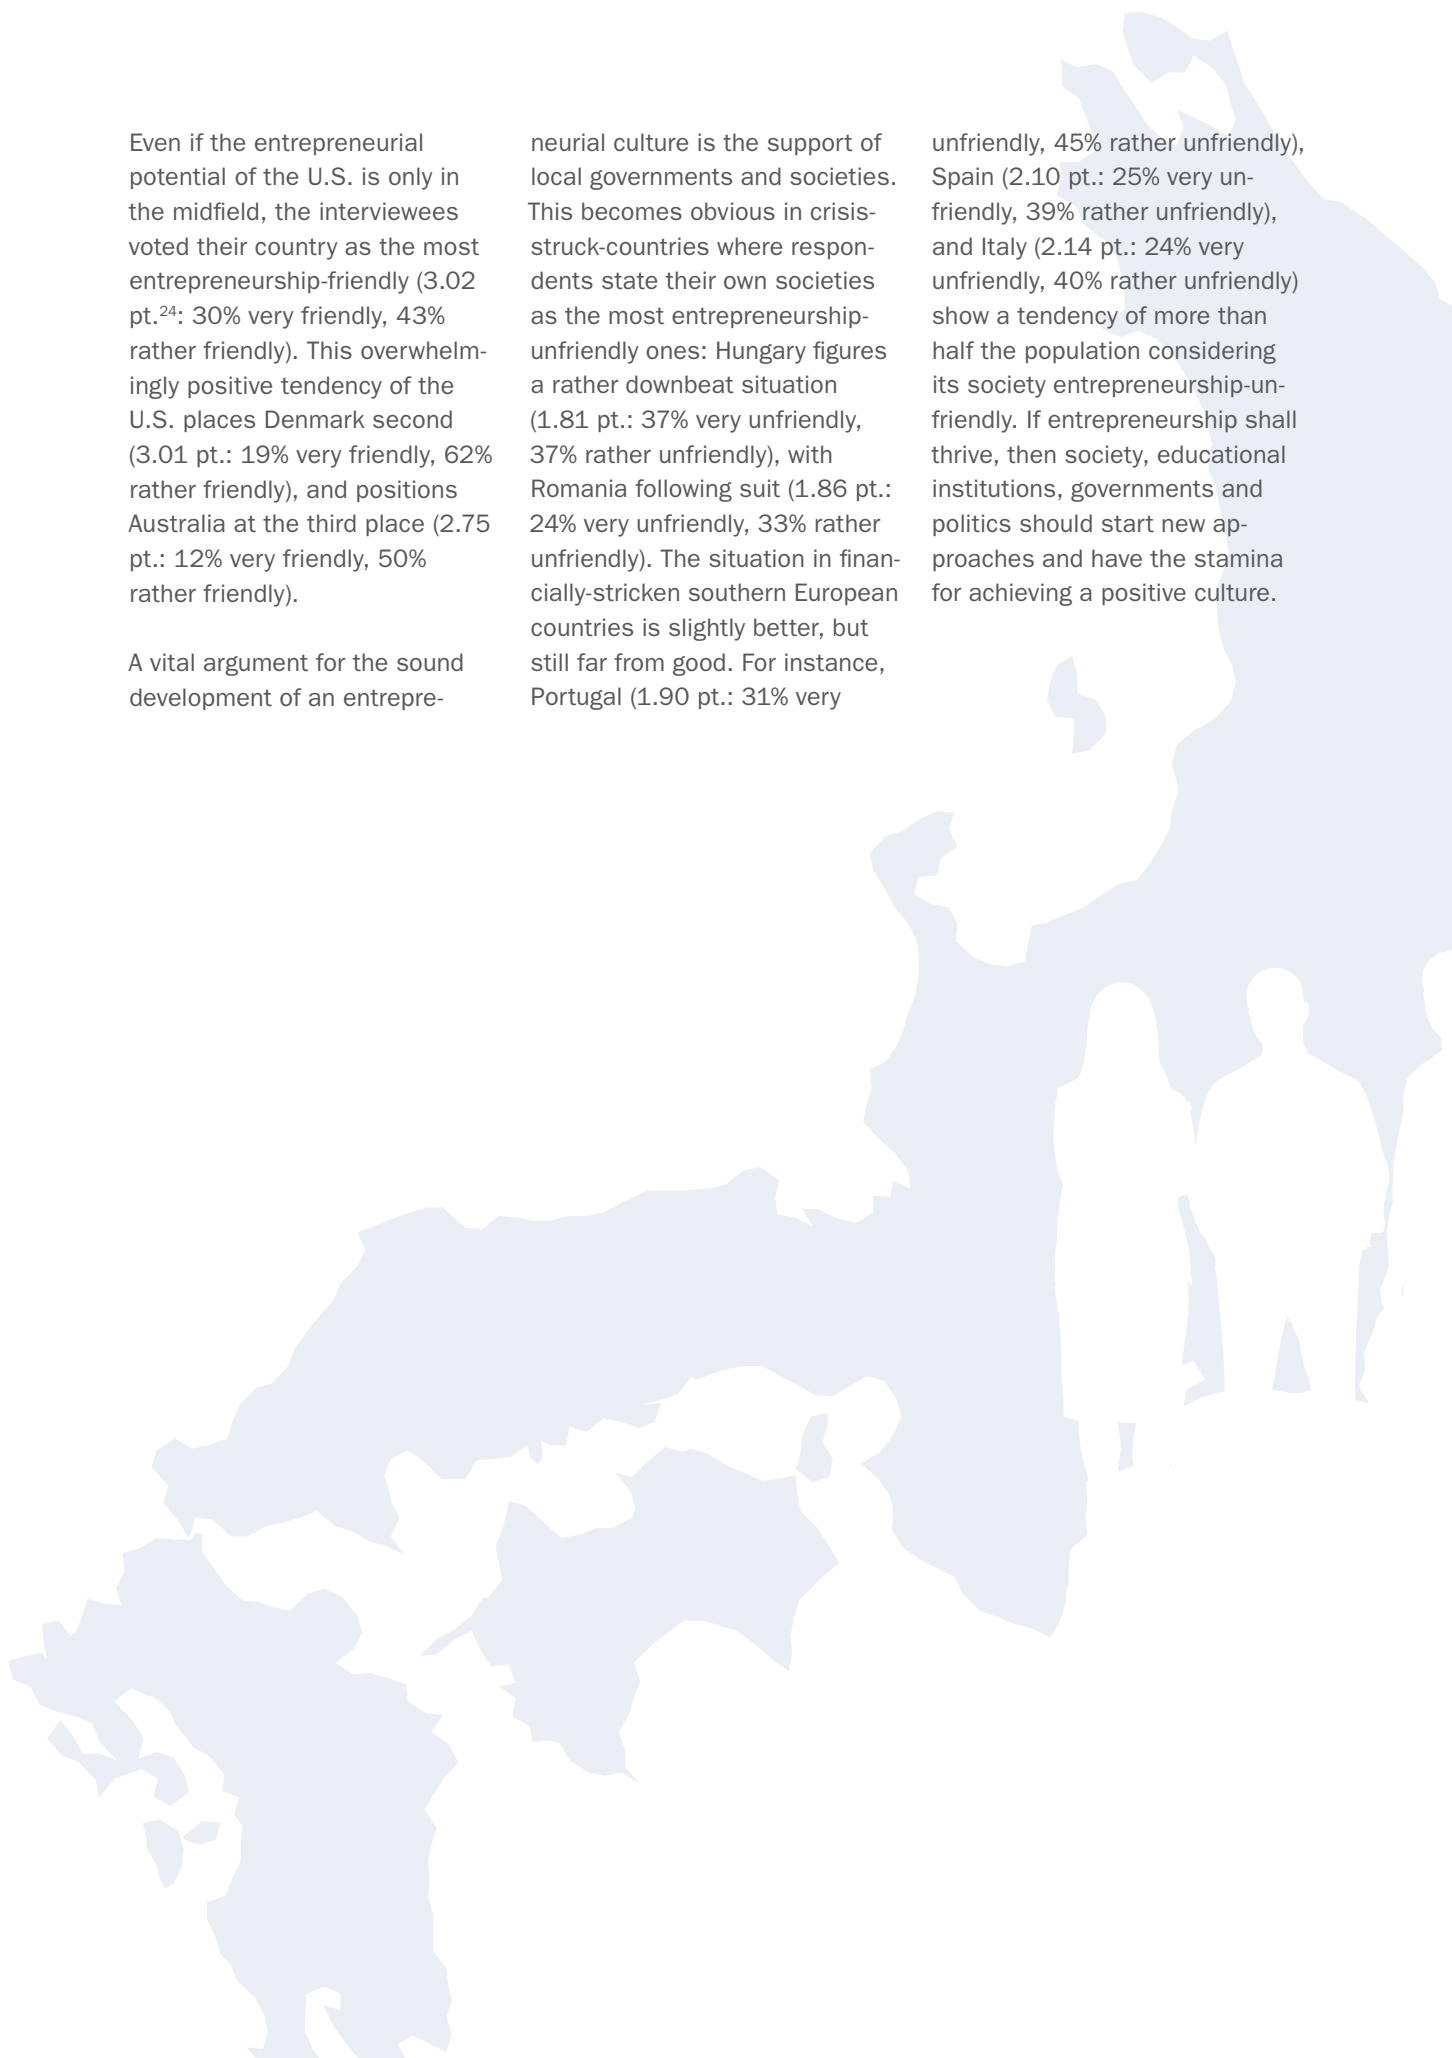 Even if the entrepreneurial
potential of the U.S. is only in
the midfield, the interviewees
voted their country as the most
entrepreneurship-friendly (3.02
pt.²⁴: 30% very friendly, 43%
rather friendly). This overwhelm-
ingly positive tendency of the
U.S. places Denmark second
(3.01 pt.: 19% very friendly, 62%
rather friendly), and positions
Australia at the third place (2.75
pt.: 12% very friendly, 50%
rather friendly).
A vital argument for the sound
development of an entrepre-
neurial culture is the support of
local governments and societies.
This becomes obvious in crisis-
struck-countries where respon-
dents state their own societies
as the most entrepreneurship-
unfriendly ones: Hungary figures
a rather downbeat situation
(1.81 pt.: 37% very unfriendly,
37% rather unfriendly), with
Romania following suit (1.86 pt.:
24% very unfriendly, 33% rather
unfriendly). The situation in finan-
cially-stricken southern European
countries is slightly better, but
still far from good. For instance,
Portugal (1.90 pt.: 31% very
unfriendly, 45% rather unfriendly),
Spain (2.10 pt.: 25% very un-
friendly, 39% rather unfriendly),
and Italy (2.14 pt.: 24% very
unfriendly, 40% rather unfriendly)
show a tendency of more than
half the population considering
its society entrepreneurship-un-
friendly. If entrepreneurship shall
thrive, then society, educational
institutions, governments and
politics should start new ap-
proaches and have the stamina
for achieving a positive culture.